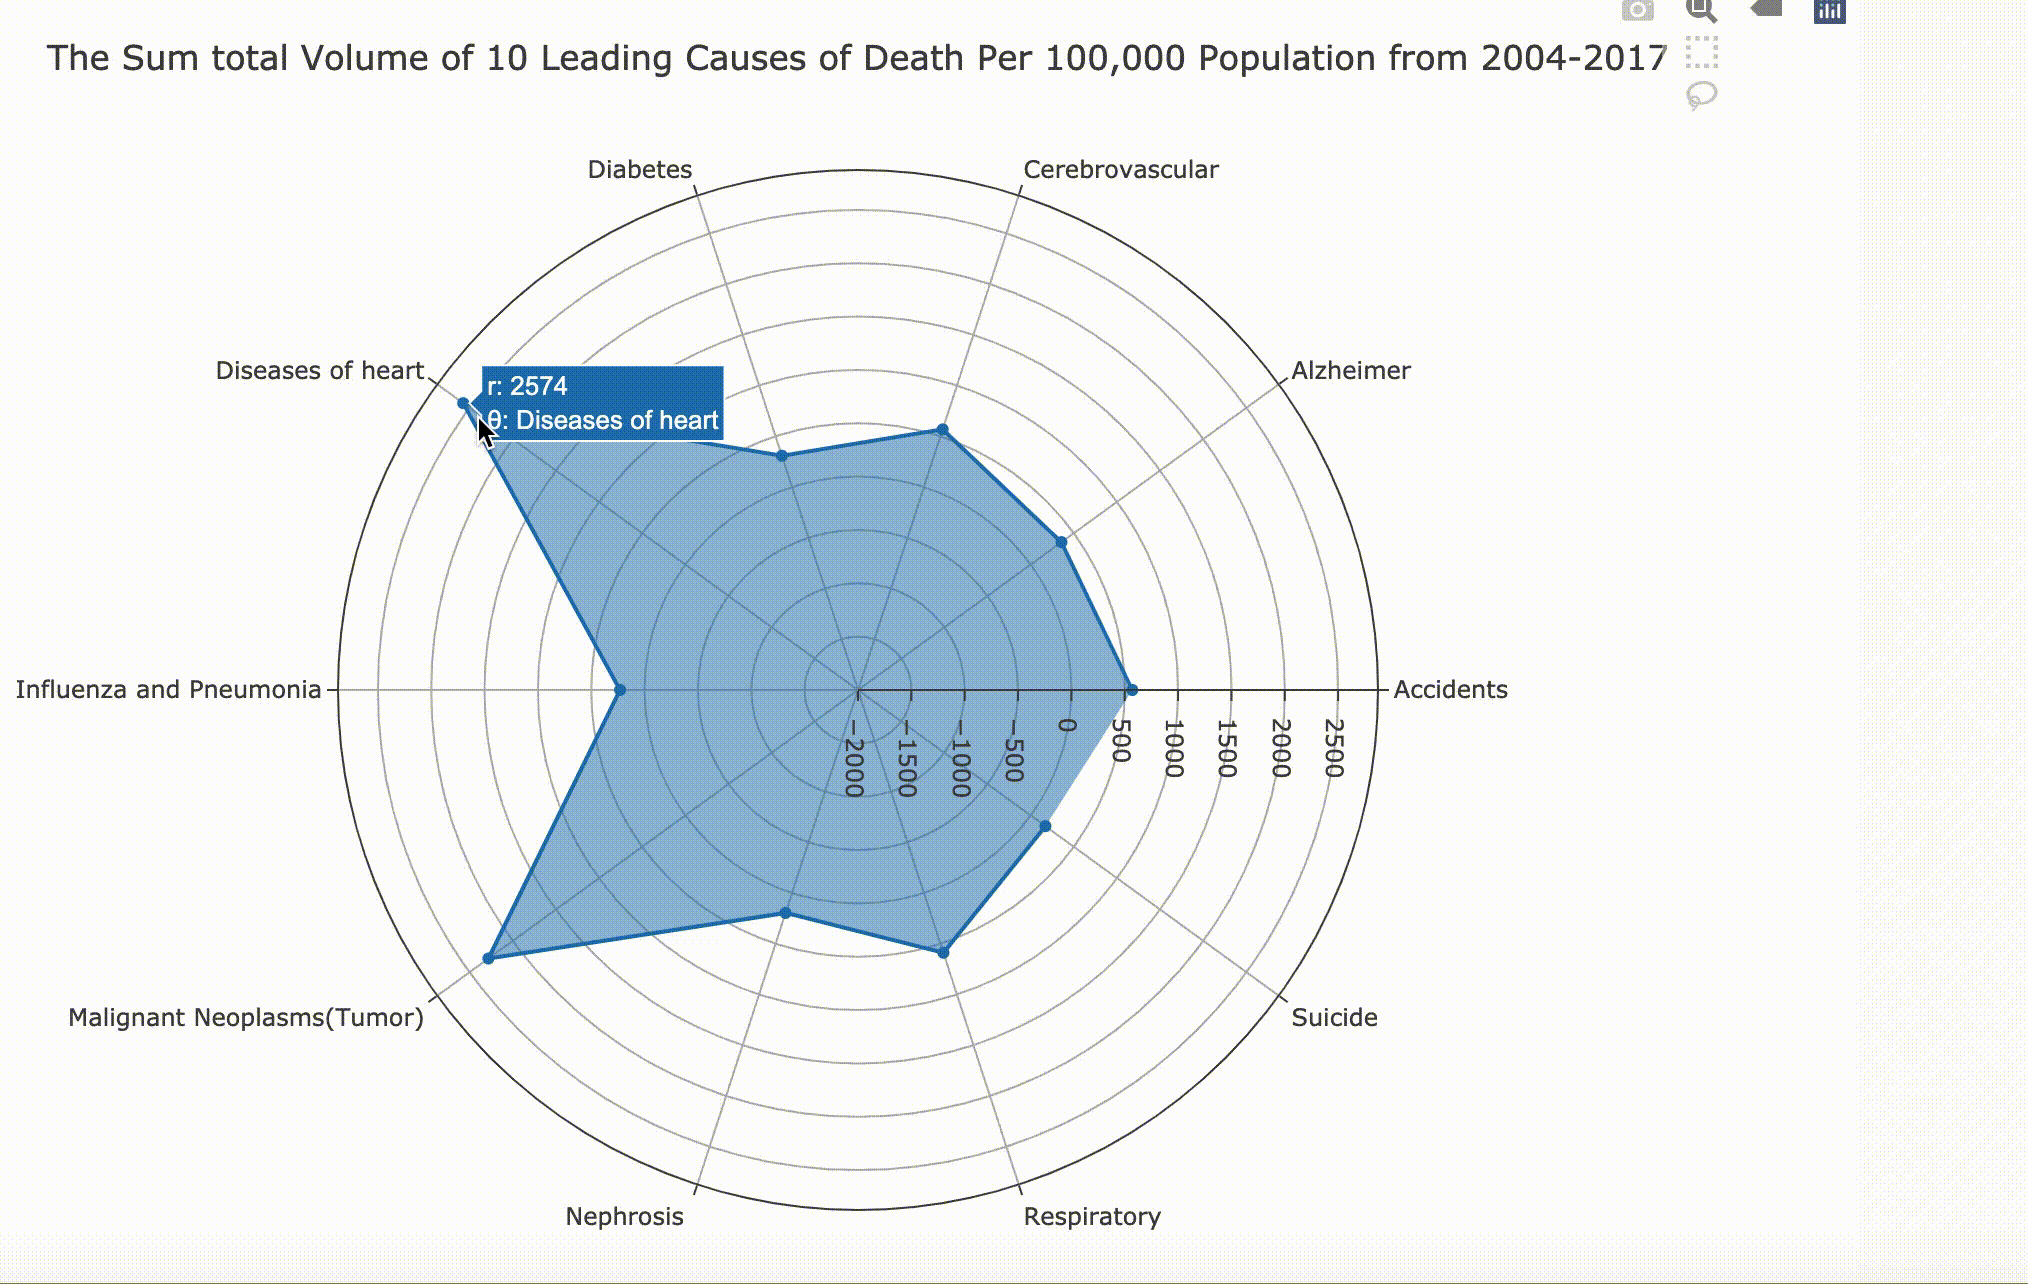 The Sum total Volume of 10 Leading Causes of Death Per 100,000 Population from 2004-2017
Diabetes
Cerebrovascular
Diseases of heart
r: 2574
θ: Diseases of heart
Alzheimer
Influenza and Pneumonia
Accidents
−2000
−1500
−1000
−500
0
500
1000
1500
2000
2500
Malignant Neoplasms(Tumor)
Suicide
Nephrosis
Respiratory